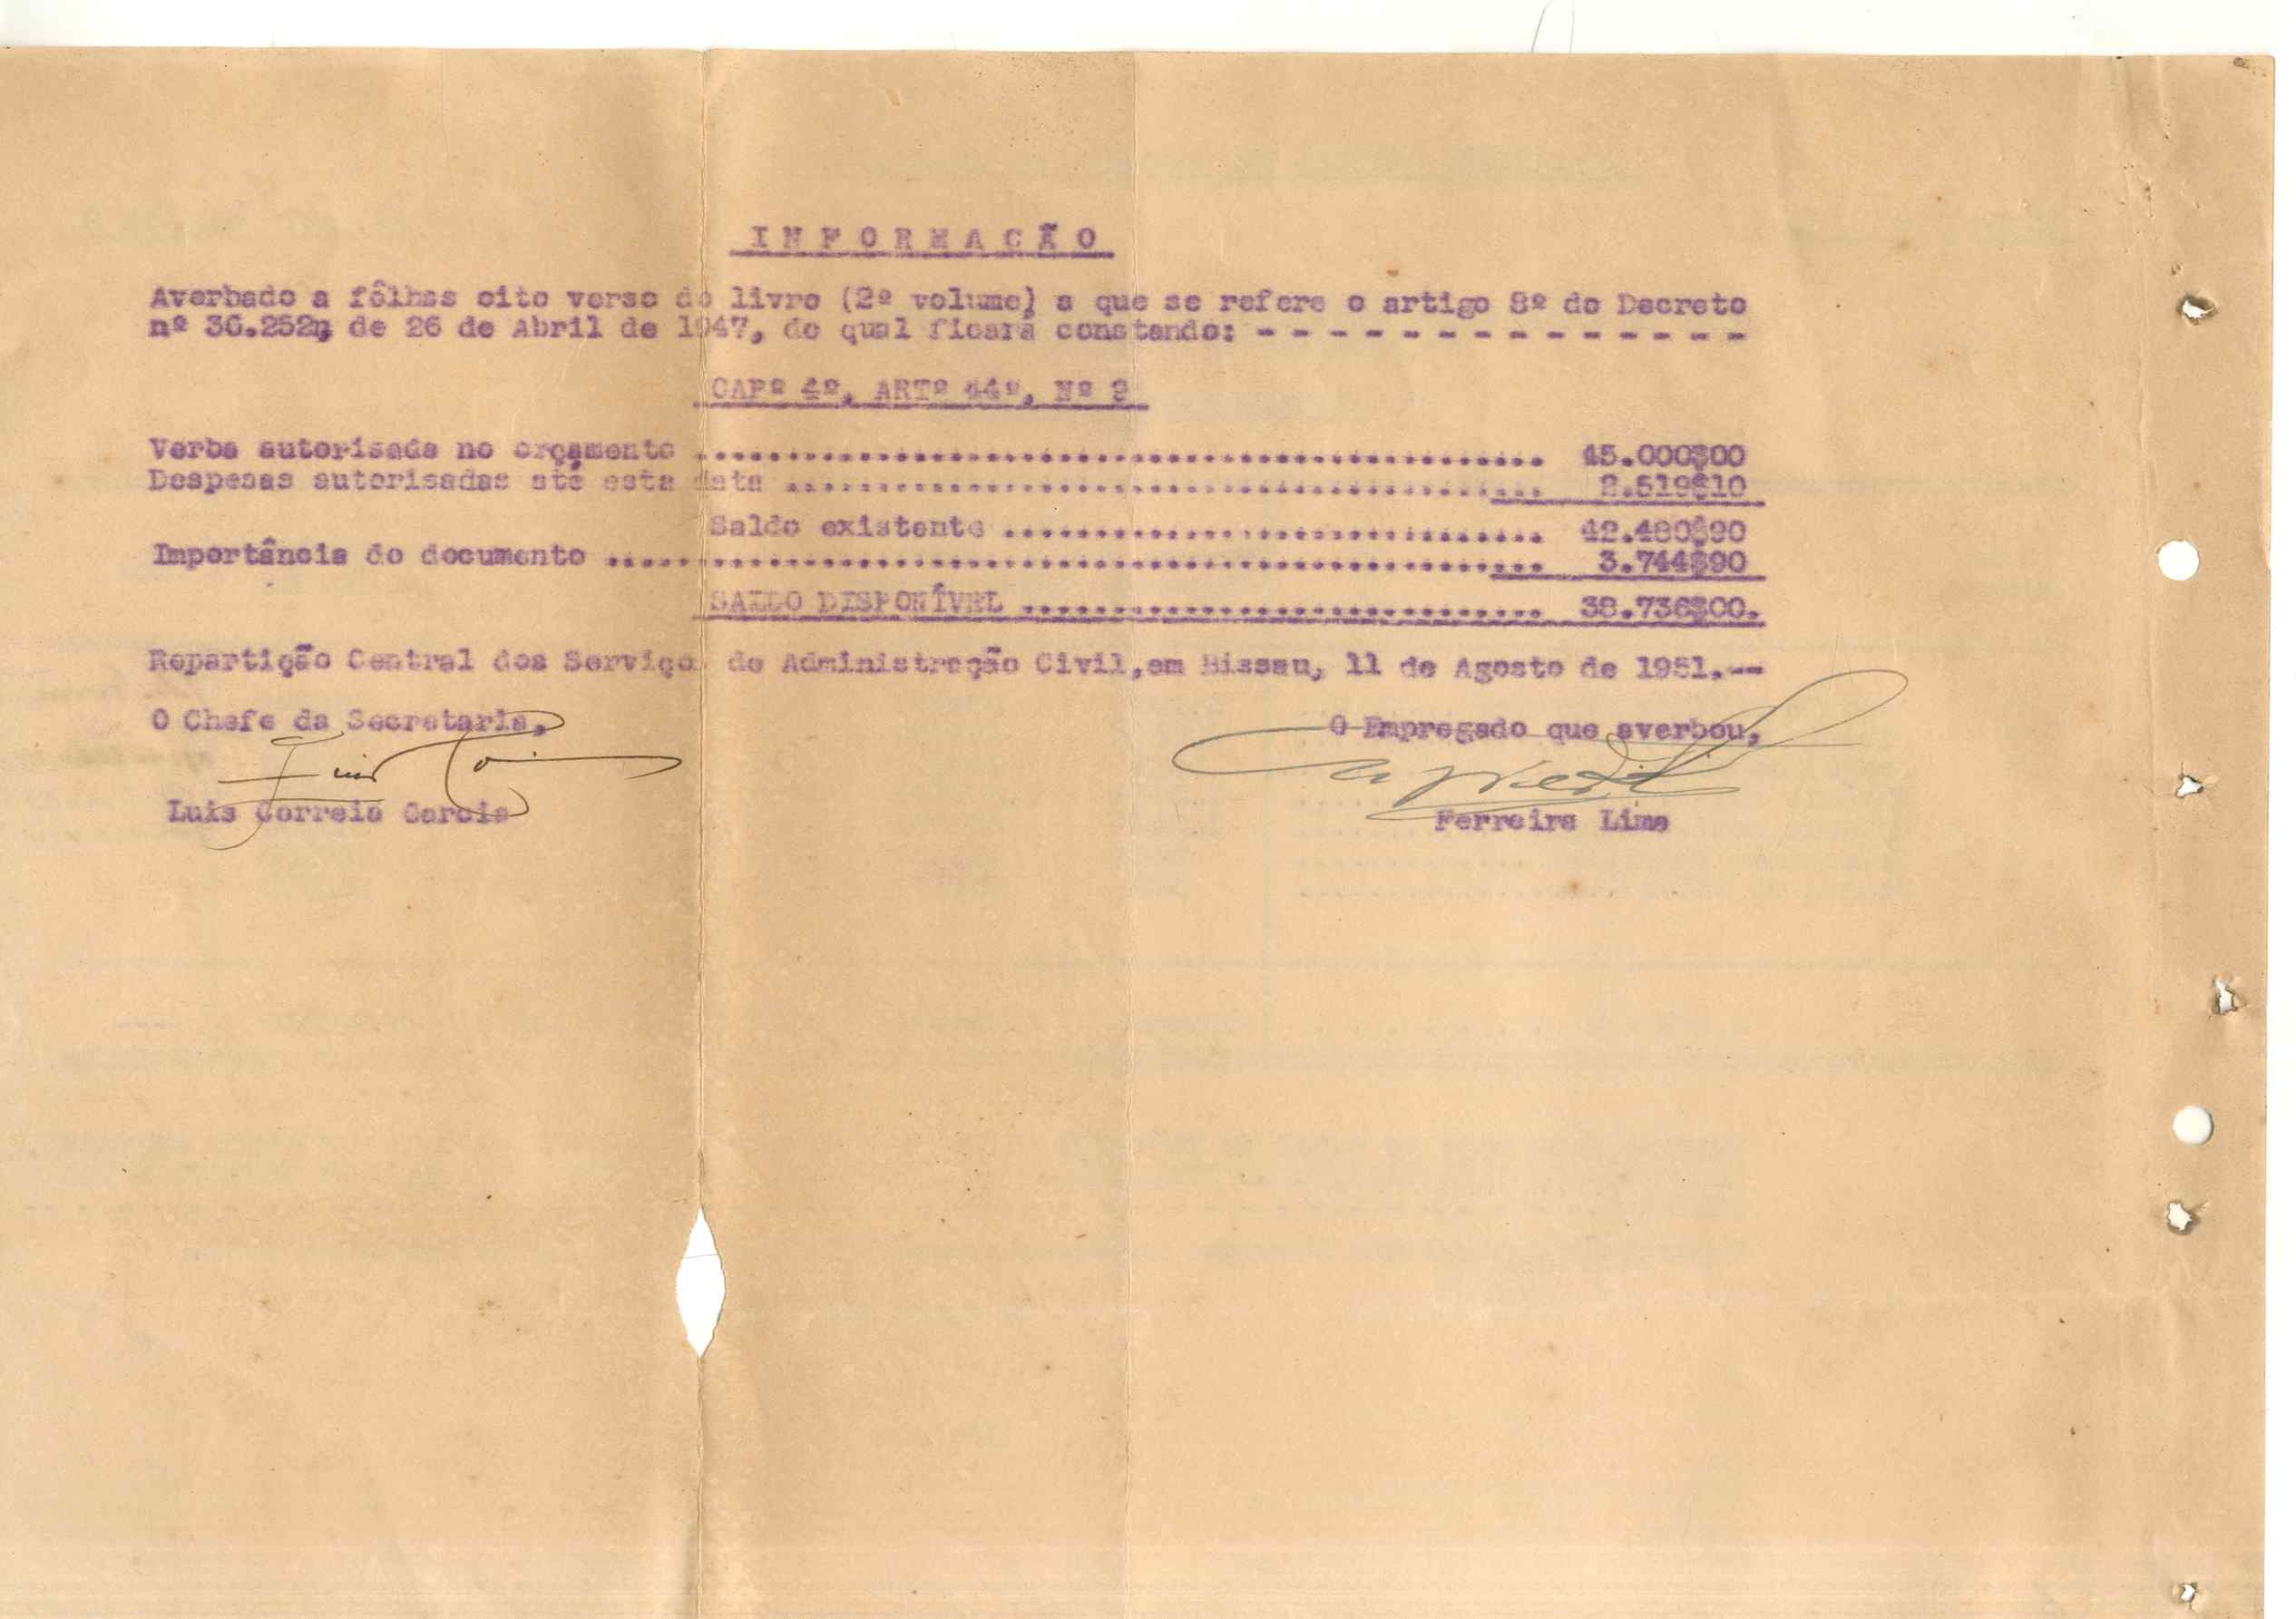 I N F O R M A Ç Ã O
Averbado a fôlhas oito verso do livro (2º volume) a que se refere o artigo 8º do Decreto
nº 36.252, de 26 de Abril de 1947, do qual ficará constando: - - - - - - - - - - - - - - -
CAPº 4º, ARTº 44º, Nº 9
Verba autorisada no orçamento ............................................... 45.000$00
Despesas autorisadas até esta data .......................................... 2.519$10
Saldo existente .............................. 42.480$90
Importância do documento .................................................... 3.744$90
SALDO DISPONÍVEL ............................. 38.736$00.
Repartição Central dos Serviços de Administração Civil,em Bissau, 11 de Agosto de 1951.--
O Chefe da Secretaria,
O Empregado que averbou,
Luis Correia Garcia
Ferreira Lima